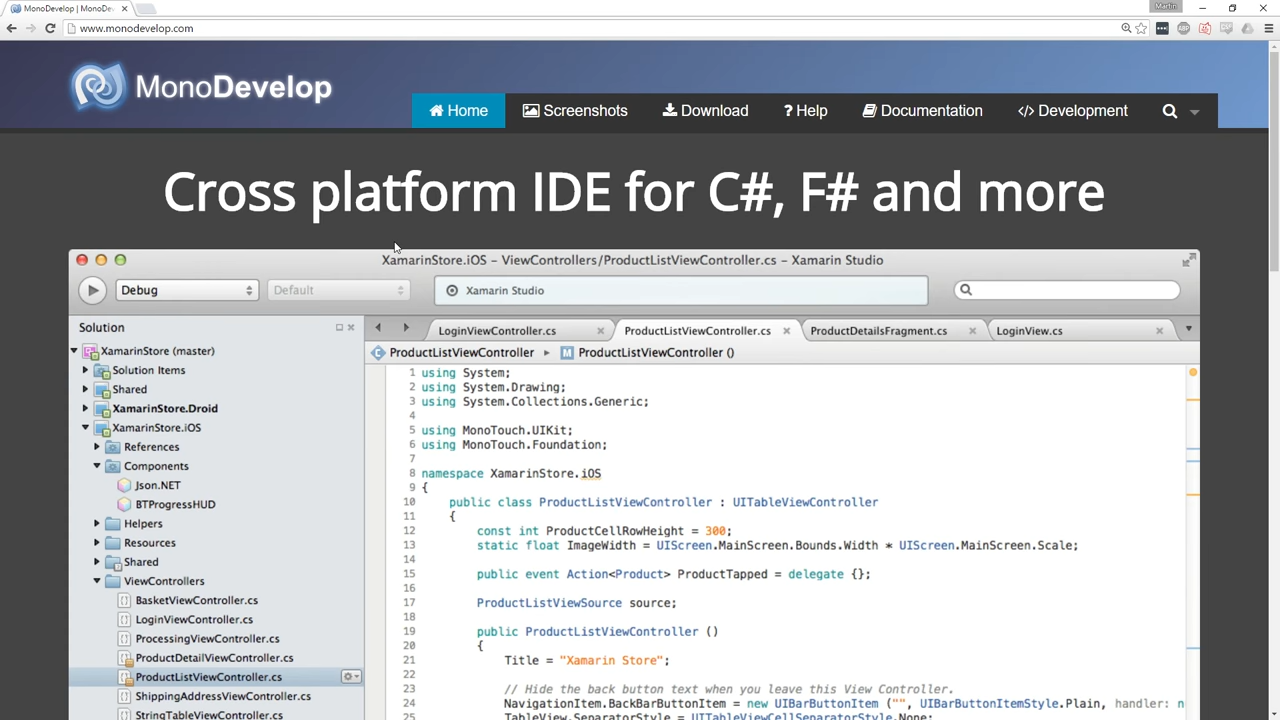 MonoDevelop | MonoDev
Martin
www.monodevelop.com
MonoDevelop
Home
Screenshots
Download
? Help
Documentation
</> Development
Cross platform IDE for C#, F# and more
XamarinStore.iOS – ViewControllers/ProductListViewController.cs – Xamarin Studio
Debug
Default
Xamarin Studio
Solution
XamarinStore (master)
Solution Items
Shared
XamarinStore.Droid
XamarinStore.iOS
References
Components
Json.NET
BTProgressHUD
Helpers
Resources
Shared
ViewControllers
BasketViewController.cs
LoginViewController.cs
ProcessingViewController.cs
ProductDetailViewController.cs
ProductListViewController.cs
ShippingAddressViewController.cs
StringTableViewController.cs
LoginViewController.cs
ProductListViewController.cs
ProductDetailsFragment.cs
LoginView.cs
ProductListViewController
M ProductListViewController ()
1 using System;
2 using System.Drawing;
3 using System.Collections.Generic;
4
5 using MonoTouch.UIKit;
6 using MonoTouch.Foundation;
7
8 namespace XamarinStore.iOS
9 {
10 public class ProductListViewController : UITableViewController
11 {
12 const int ProductCellRowHeight = 300;
13 static float ImageWidth = UIScreen.MainScreen.Bounds.Width * UIScreen.MainScreen.Scale;
14
15 public event Action<Product> ProductTapped = delegate {};
16
17 ProductListViewSource source;
18
19 public ProductListViewController ()
20 {
21 Title = "Xamarin Store";
22
23 // Hide the back button text when you leave this View Controller.
24 NavigationItem.BackBarButtonItem = new UIBarButtonItem ("", UIBarButtonItemStyle.Plain, handler: n
25 TableView.SeparatorStyle = UITableViewCellSeparatorStyle.None;